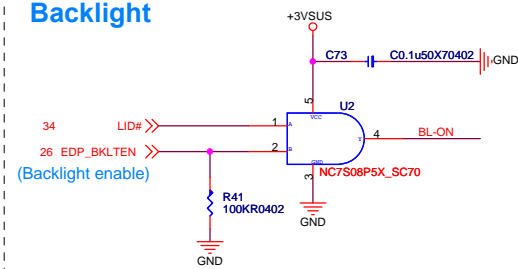 Backlight
+3VSUS
C73 C0.1u50X70402
GND
5
U2
VCC
34 LID# 1 A
4 BL-ON
Y
26 EDP_BKLTEN 2 B
(Backlight enable)
GND
3
NC7S08P5X_SC70
R41
100KR0402
GND
GND